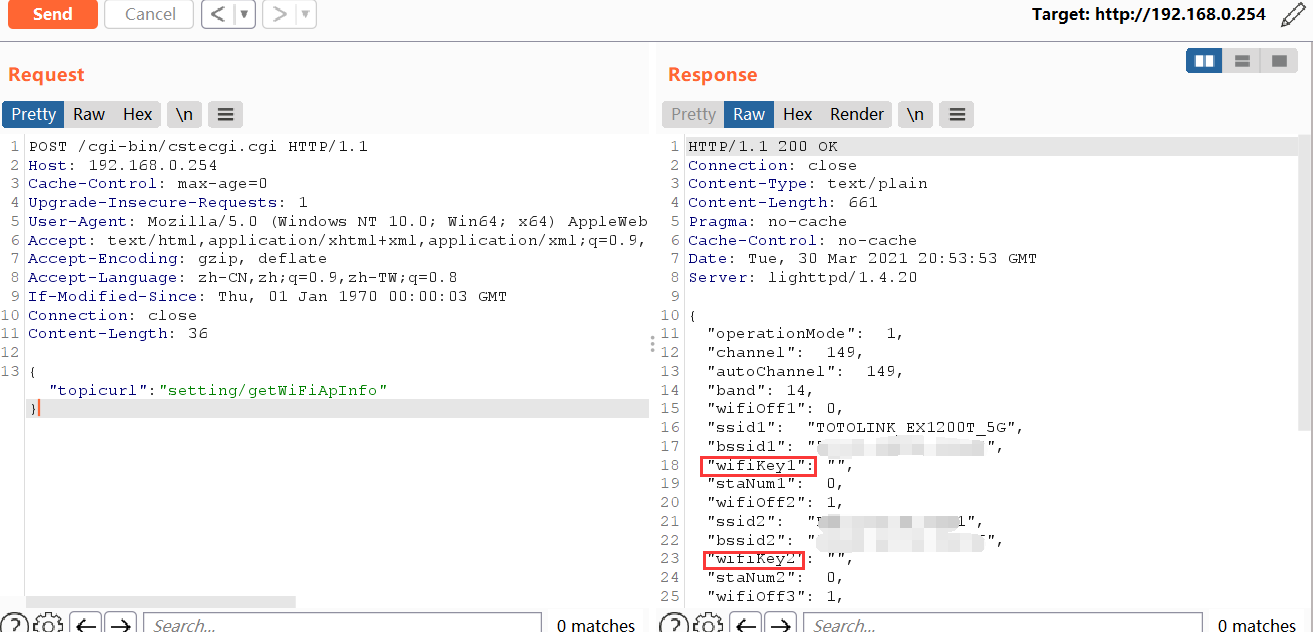 Send Cancel < ▼ > ▼ Target: http://192.168.0.254
Request
Pretty Raw Hex \n
1 POST /cgi-bin/cstecgi.cgi HTTP/1.1
2 Host: 192.168.0.254
3 Cache-Control: max-age=0
4 Upgrade-Insecure-Requests: 1
5 User-Agent: Mozilla/5.0 (Windows NT 10.0; Win64; x64) AppleWeb
6 Accept: text/html,application/xhtml+xml,application/xml;q=0.9,
7 Accept-Encoding: gzip, deflate
8 Accept-Language: zh-CN,zh;q=0.9,zh-TW;q=0.8
9 If-Modified-Since: Thu, 01 Jan 1970 00:00:03 GMT
10 Connection: close
11 Content-Length: 36
12
13 {
"topicurl":"setting/getWiFiApInfo"
}
? Search... 0 matches
Response
Pretty Raw Hex Render \n
1 HTTP/1.1 200 OK
2 Connection: close
3 Content-Type: text/plain
4 Content-Length: 661
5 Pragma: no-cache
6 Cache-Control: no-cache
7 Date: Tue, 30 Mar 2021 20:53:53 GMT
8 Server: lighttpd/1.4.20
9
10 {
11 "operationMode": 1,
12 "channel": 149,
13 "autoChannel": 149,
14 "band": 14,
15 "wifiOff1": 0,
16 "ssid1": "TOTOLINK_EX1200T_5G",
17 "bssid1": "",
18 "wifiKey1": "",
19 "staNum1": 0,
20 "wifiOff2": 1,
21 "ssid2": "1",
22 "bssid2": "",
23 "wifiKey2": "",
24 "staNum2": 0,
25 "wifiOff3": 1,
? Search... 0 matches